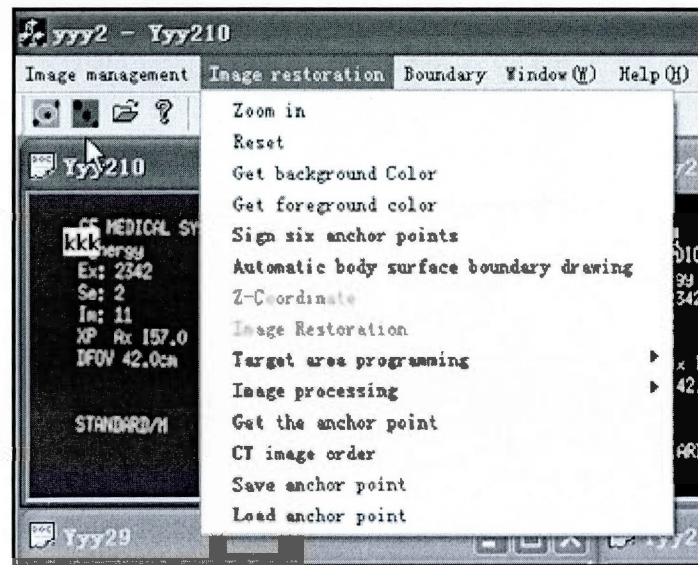 yyy2 - Yyy210
Image management Image restoration Boundary Window(W) Help(H)
Zoom in
Reset
Get background Color
Get foreground color
Sign six anchor points
Automatic body surface boundary drawing
Z-Coordinate
Image Restoration
Target area programming
Image processing
Get the anchor point
CT image order
Save anchor point
Load anchor point
Yyy210
MEDICAL SY
kkk
Ex: 2342
Se: 2
Im: 11
XP Ax I57.0
DFOV 42.0cm
STANDARD/M
Yyy29